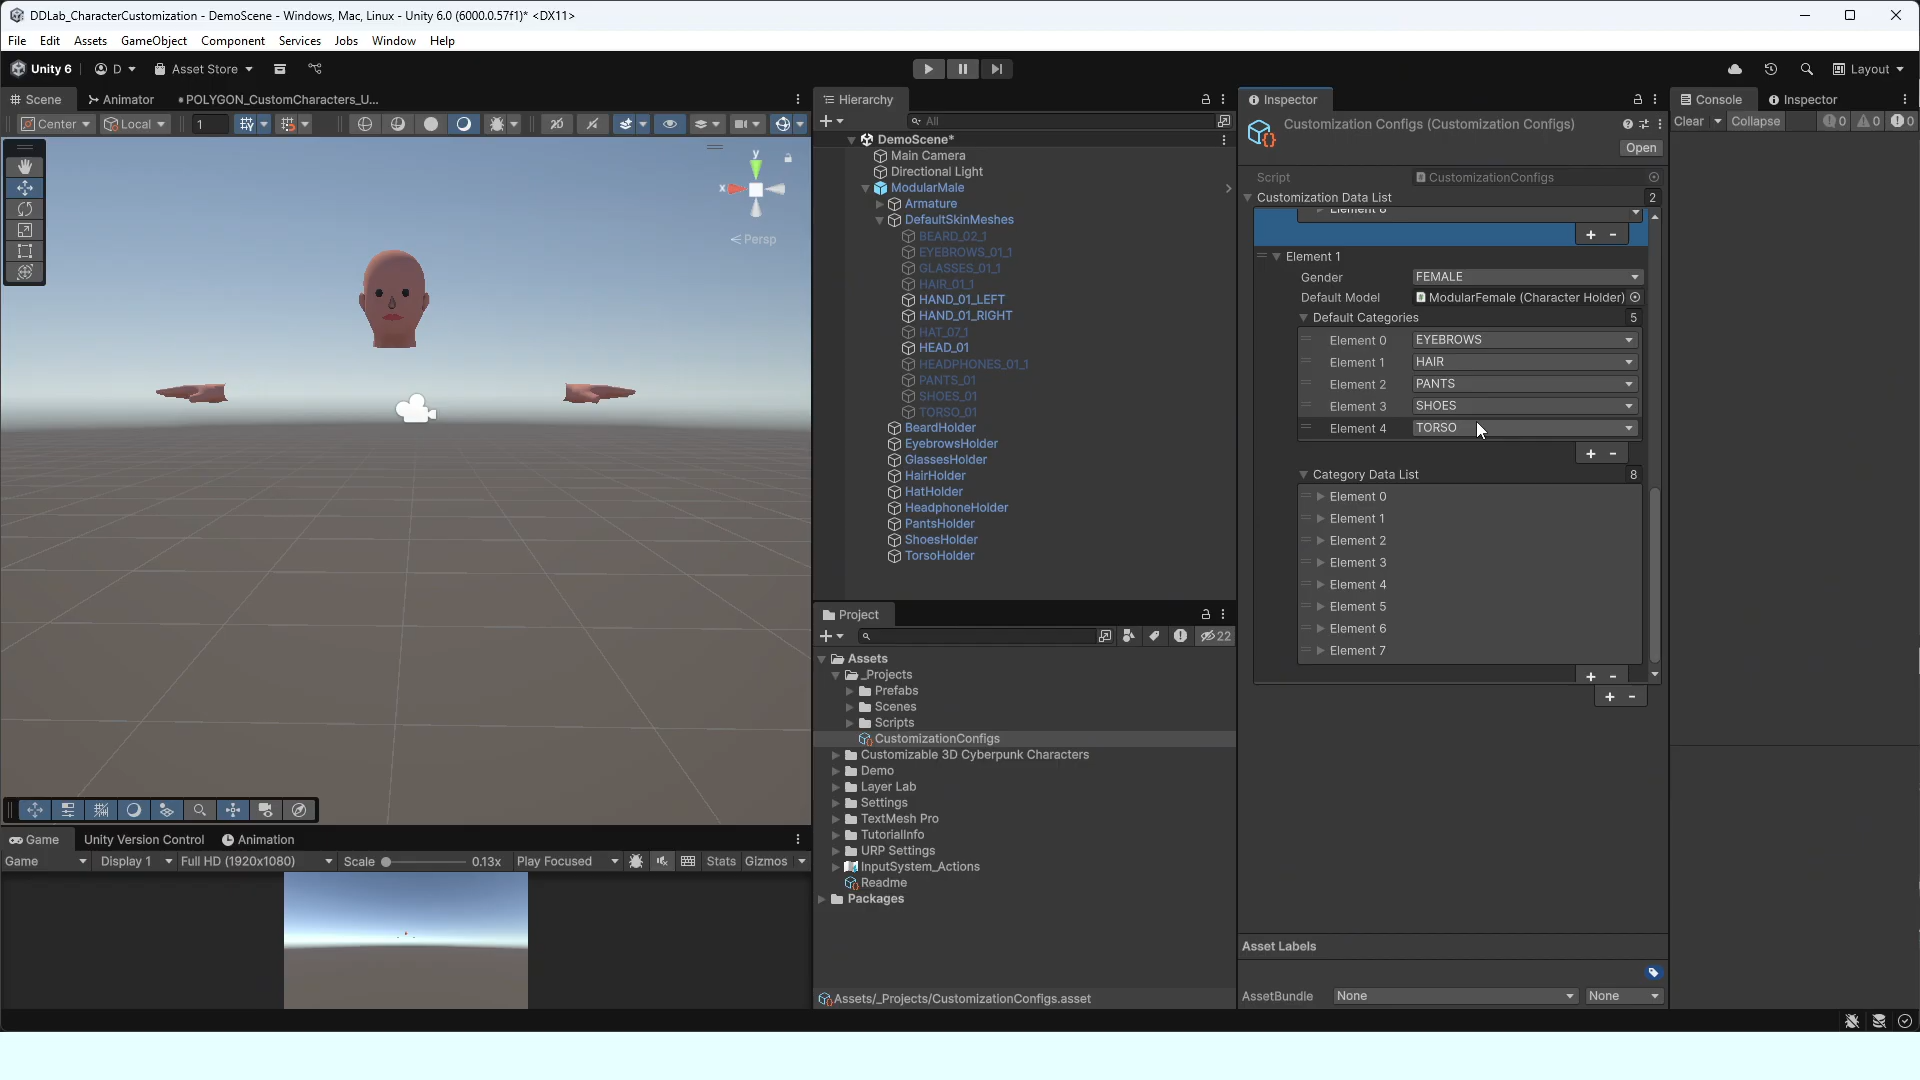 DDLab_CharacterCustomization - DemoScene - Windows, Mac, Linux - Unity 6.0 (6000.0.57f1)* <DX11>
File Edit Assets GameObject Component Services Jobs Window Help
Unity 6 D Asset Store Layout
Scene Animator •POLYGON_CustomCharacters_U...
Center Local 1 2D
y
x
Persp
Game Unity Version Control Animation
Game Display 1 Full HD (1920x1080) Scale 0.13x Play Focused Stats Gizmos
Hierarchy
All
DemoScene*
Main Camera
Directional Light
ModularMale
Armature
DefaultSkinMeshes
BEARD_02_1
EYEBROWS_01_1
GLASSES_01_1
HAIR_01_1
HAND_01_LEFT
HAND_01_RIGHT
HAT_07_1
HEAD_01
HEADPHONES_01_1
PANTS_01
SHOES_01
TORSO_01
BeardHolder
EyebrowsHolder
GlassesHolder
HairHolder
HatHolder
HeadphoneHolder
PantsHolder
ShoesHolder
TorsoHolder
Project
22
Assets
_Projects
Prefabs
Scenes
Scripts
CustomizationConfigs
Customizable 3D Cyberpunk Characters
Demo
Layer Lab
Settings
TextMesh Pro
TutorialInfo
URP Settings
InputSystem_Actions
Readme
Packages
Assets/_Projects/CustomizationConfigs.asset
Inspector
Customization Configs (Customization Configs)
Open
Script CustomizationConfigs
Customization Data List 2
Element 1
Gender FEMALE
Default Model ModularFemale (Character Holder)
Default Categories 5
Element 0 EYEBROWS
Element 1 HAIR
Element 2 PANTS
Element 3 SHOES
Element 4 TORSO
Category Data List 8
Element 0
Element 1
Element 2
Element 3
Element 4
Element 5
Element 6
Element 7
Asset Labels
AssetBundle None None
Console Inspector
Clear Collapse 0 0 0